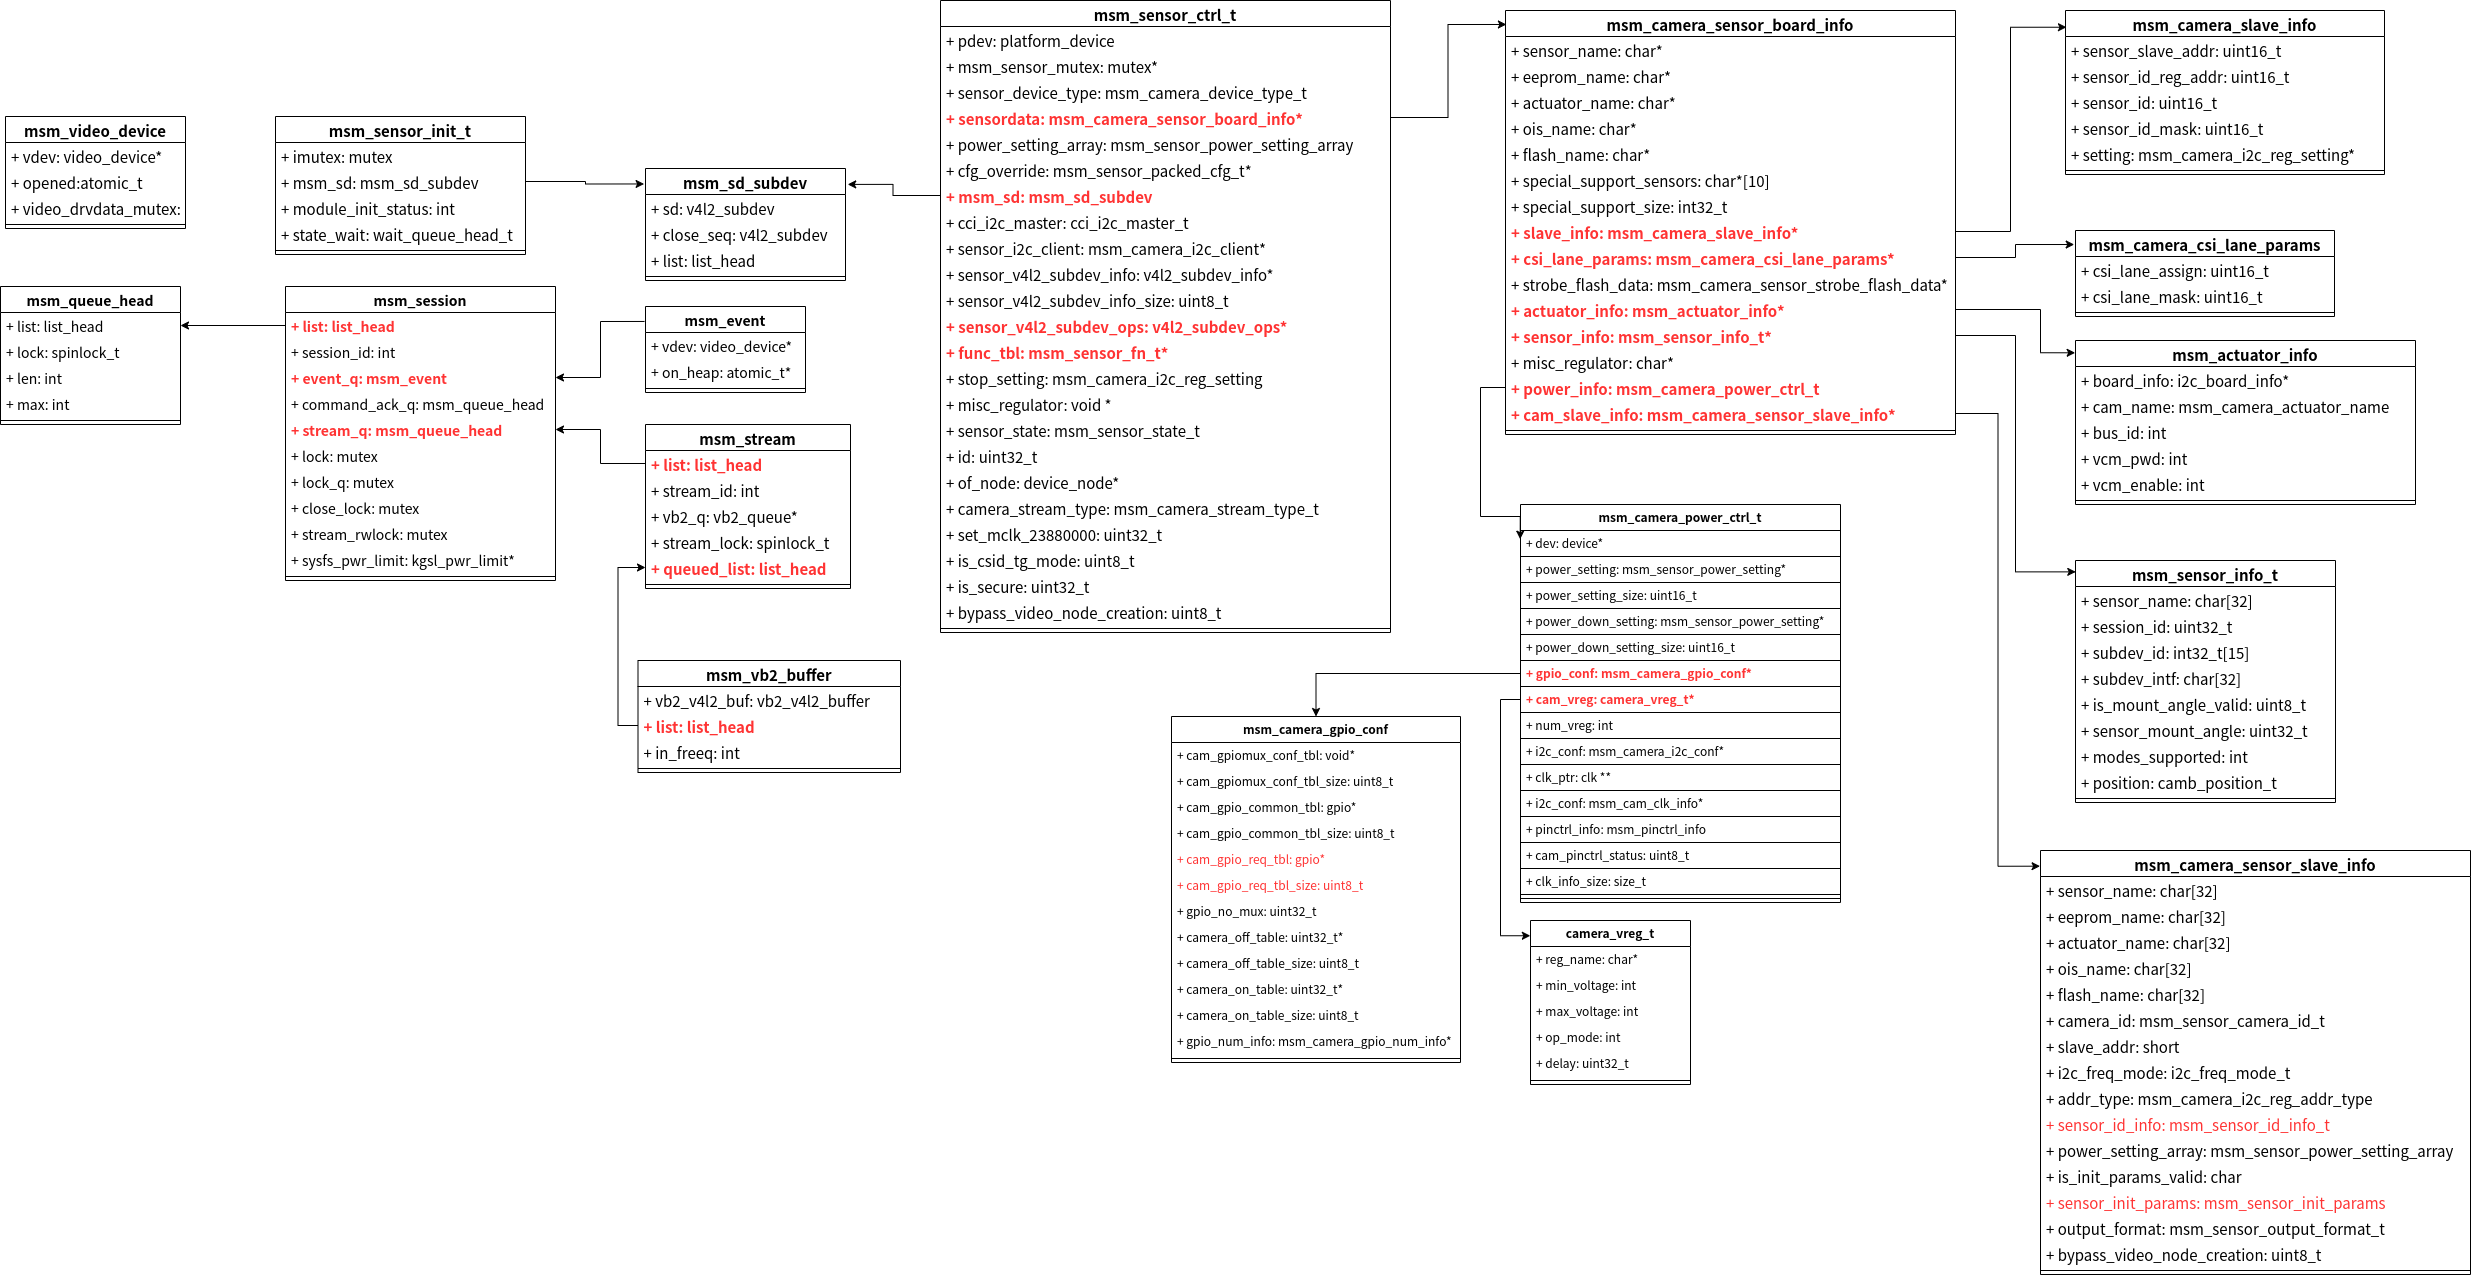 msm_video_device
+ vdev: video_device*
+ opened:atomic_t
+ video_drvdata_mutex:
msm_sensor_init_t
+ imutex: mutex
+ msm_sd: msm_sd_subdev
+ module_init_status: int
+ state_wait: wait_queue_head_t
msm_sd_subdev
+ sd: v4l2_subdev
+ close_seq: v4l2_subdev
+ list: list_head
msm_queue_head
+ list: list_head
+ lock: spinlock_t
+ len: int
+ max: int
msm_session
+ list: list_head
+ session_id: int
+ event_q: msm_event
+ command_ack_q: msm_queue_head
+ stream_q: msm_queue_head
+ lock: mutex
+ lock_q: mutex
+ close_lock: mutex
+ stream_rwlock: mutex
+ sysfs_pwr_limit: kgsl_pwr_limit*
msm_event
+ vdev: video_device*
+ on_heap: atomic_t*
msm_stream
+ list: list_head
+ stream_id: int
+ vb2_q: vb2_queue*
+ stream_lock: spinlock_t
+ queued_list: list_head
msm_vb2_buffer
+ vb2_v4l2_buf: vb2_v4l2_buffer
+ list: list_head
+ in_freeq: int
msm_sensor_ctrl_t
+ pdev: platform_device
+ msm_sensor_mutex: mutex*
+ sensor_device_type: msm_camera_device_type_t
+ sensordata: msm_camera_sensor_board_info*
+ power_setting_array: msm_sensor_power_setting_array
+ cfg_override: msm_sensor_packed_cfg_t*
+ msm_sd: msm_sd_subdev
+ cci_i2c_master: cci_i2c_master_t
+ sensor_i2c_client: msm_camera_i2c_client*
+ sensor_v4l2_subdev_info: v4l2_subdev_info*
+ sensor_v4l2_subdev_info_size: uint8_t
+ sensor_v4l2_subdev_ops: v4l2_subdev_ops*
+ func_tbl: msm_sensor_fn_t*
+ stop_setting: msm_camera_i2c_reg_setting
+ misc_regulator: void *
+ sensor_state: msm_sensor_state_t
+ id: uint32_t
+ of_node: device_node*
+ camera_stream_type: msm_camera_stream_type_t
+ set_mclk_23880000: uint32_t
+ is_csid_tg_mode: uint8_t
+ is_secure: uint32_t
+ bypass_video_node_creation: uint8_t
msm_camera_sensor_board_info
+ sensor_name: char*
+ eeprom_name: char*
+ actuator_name: char*
+ ois_name: char*
+ flash_name: char*
+ special_support_sensors: char*[10]
+ special_support_size: int32_t
+ slave_info: msm_camera_slave_info*
+ csi_lane_params: msm_camera_csi_lane_params*
+ strobe_flash_data: msm_camera_sensor_strobe_flash_data*
+ actuator_info: msm_actuator_info*
+ sensor_info: msm_sensor_info_t*
+ misc_regulator: char*
+ power_info: msm_camera_power_ctrl_t
+ cam_slave_info: msm_camera_sensor_slave_info*
msm_camera_power_ctrl_t
+ dev: device*
+ power_setting: msm_sensor_power_setting*
+ power_setting_size: uint16_t
+ power_down_setting: msm_sensor_power_setting*
+ power_down_setting_size: uint16_t
+ gpio_conf: msm_camera_gpio_conf*
+ cam_vreg: camera_vreg_t*
+ num_vreg: int
+ i2c_conf: msm_camera_i2c_conf*
+ clk_ptr: clk **
+ i2c_conf: msm_cam_clk_info*
+ pinctrl_info: msm_pinctrl_info
+ cam_pinctrl_status: uint8_t
+ clk_info_size: size_t
msm_camera_gpio_conf
+ cam_gpiomux_conf_tbl: void*
+ cam_gpiomux_conf_tbl_size: uint8_t
+ cam_gpio_common_tbl: gpio*
+ cam_gpio_common_tbl_size: uint8_t
+ cam_gpio_req_tbl: gpio*
+ cam_gpio_req_tbl_size: uint8_t
+ gpio_no_mux: uint32_t
+ camera_off_table: uint32_t*
+ camera_off_table_size: uint8_t
+ camera_on_table: uint32_t*
+ camera_on_table_size: uint8_t
+ gpio_num_info: msm_camera_gpio_num_info*
camera_vreg_t
+ reg_name: char*
+ min_voltage: int
+ max_voltage: int
+ op_mode: int
+ delay: uint32_t
msm_camera_slave_info
+ sensor_slave_addr: uint16_t
+ sensor_id_reg_addr: uint16_t
+ sensor_id: uint16_t
+ sensor_id_mask: uint16_t
+ setting: msm_camera_i2c_reg_setting*
msm_camera_csi_lane_params
+ csi_lane_assign: uint16_t
+ csi_lane_mask: uint16_t
msm_actuator_info
+ board_info: i2c_board_info*
+ cam_name: msm_camera_actuator_name
+ bus_id: int
+ vcm_pwd: int
+ vcm_enable: int
msm_sensor_info_t
+ sensor_name: char[32]
+ session_id: uint32_t
+ subdev_id: int32_t[15]
+ subdev_intf: char[32]
+ is_mount_angle_valid: uint8_t
+ sensor_mount_angle: uint32_t
+ modes_supported: int
+ position: camb_position_t
msm_camera_sensor_slave_info
+ sensor_name: char[32]
+ eeprom_name: char[32]
+ actuator_name: char[32]
+ ois_name: char[32]
+ flash_name: char[32]
+ camera_id: msm_sensor_camera_id_t
+ slave_addr: short
+ i2c_freq_mode: i2c_freq_mode_t
+ addr_type: msm_camera_i2c_reg_addr_type
+ sensor_id_info: msm_sensor_id_info_t
+ power_setting_array: msm_sensor_power_setting_array
+ is_init_params_valid: char
+ sensor_init_params: msm_sensor_init_params
+ output_format: msm_sensor_output_format_t
+ bypass_video_node_creation: uint8_t